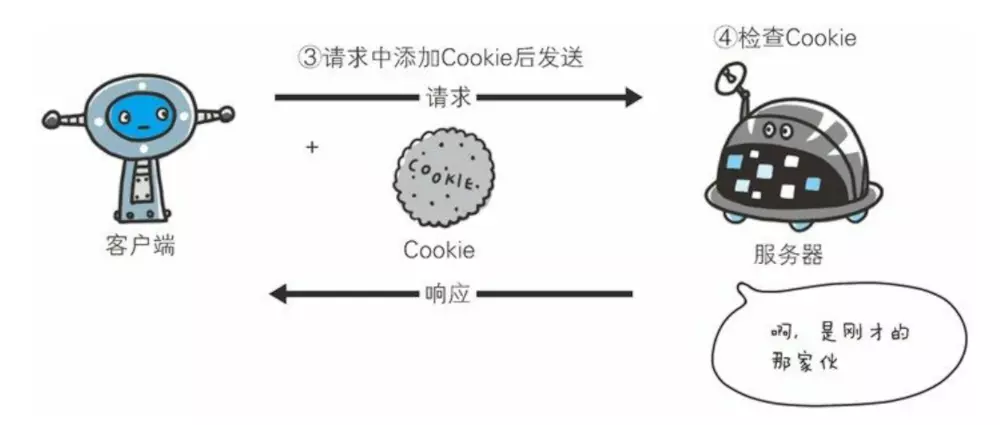 ④检查Cookie
③请求中添加Cookie后发送
请求
+
COOKIE
客户端
Cookie
服务器
响应
啊，是刚才的
那家伙